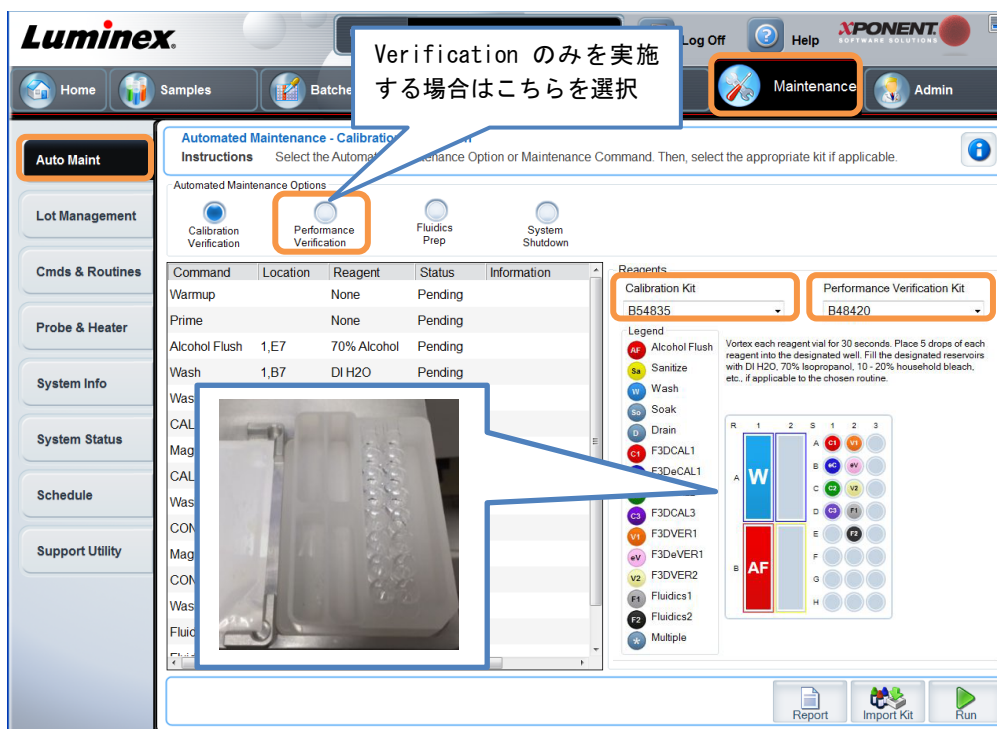 Luminex
Log Off
Help
XPONENT
SOFTWARE SOLUTIONS
Verification のみを実施
する場合はこちらを選択
Home
Samples
Batche
Maintenance
Admin
Auto Maint
Lot Management
Cmds & Routines
Probe & Heater
System Info
System Status
Schedule
Support Utility
Automated Maintenance - Calibratio
Instructions Select the Automa tenance Option or Maintenance Command. Then, select the appropriate kit if applicable.
Automated Maintenance Options
Calibration
Verification
Performance
Verification
Fluidics
Prep
System
Shutdown
Command Location Reagent Status Information
Warmup None Pending
Prime None Pending
Alcohol Flush 1,E7 70% Alcohol Pending
Wash 1,B7 DI H2O Pending
Was
CAL
Mag
CAL
Was
CON
Mag
CON
Was
Fluid
Reagents
Calibration Kit
B54835
Performance Verification Kit
B48420
Legend
AF Alcohol Flush
Sa Sanitize
W Wash
So Soak
D Drain
C1 F3DCAL1
F3DeCAL1
C3 F3DCAL3
V1 F3DVER1
eV F3DeVER1
V2 F3DVER2
F1 Fluidics1
F2 Fluidics2
* Multiple
Vortex each reagent vial for 30 seconds. Place 5 drops of each
reagent into the designated well. Fill the designated reservoirs
with DI H2O, 70% Isopropanol, 10 - 20% household bleach,
etc., if applicable to the chosen routine.
R 1 2 S 1 2 3
A C1 V1
B eC eV
A W
C C2 V2
D C3 F1
E F2
F
B AF
G
H
Report
Import Kit
Run